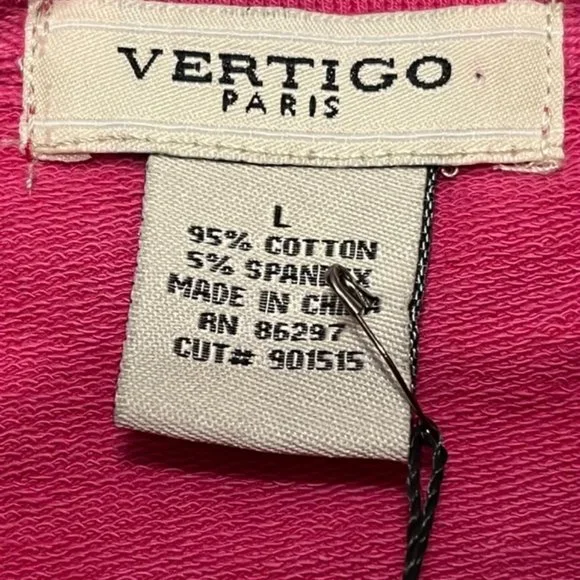 VERTIGO
PARIS
L
95% COTTON
5% SPANDEX
MADE IN CHINA
RN 86297
CUT# 901515